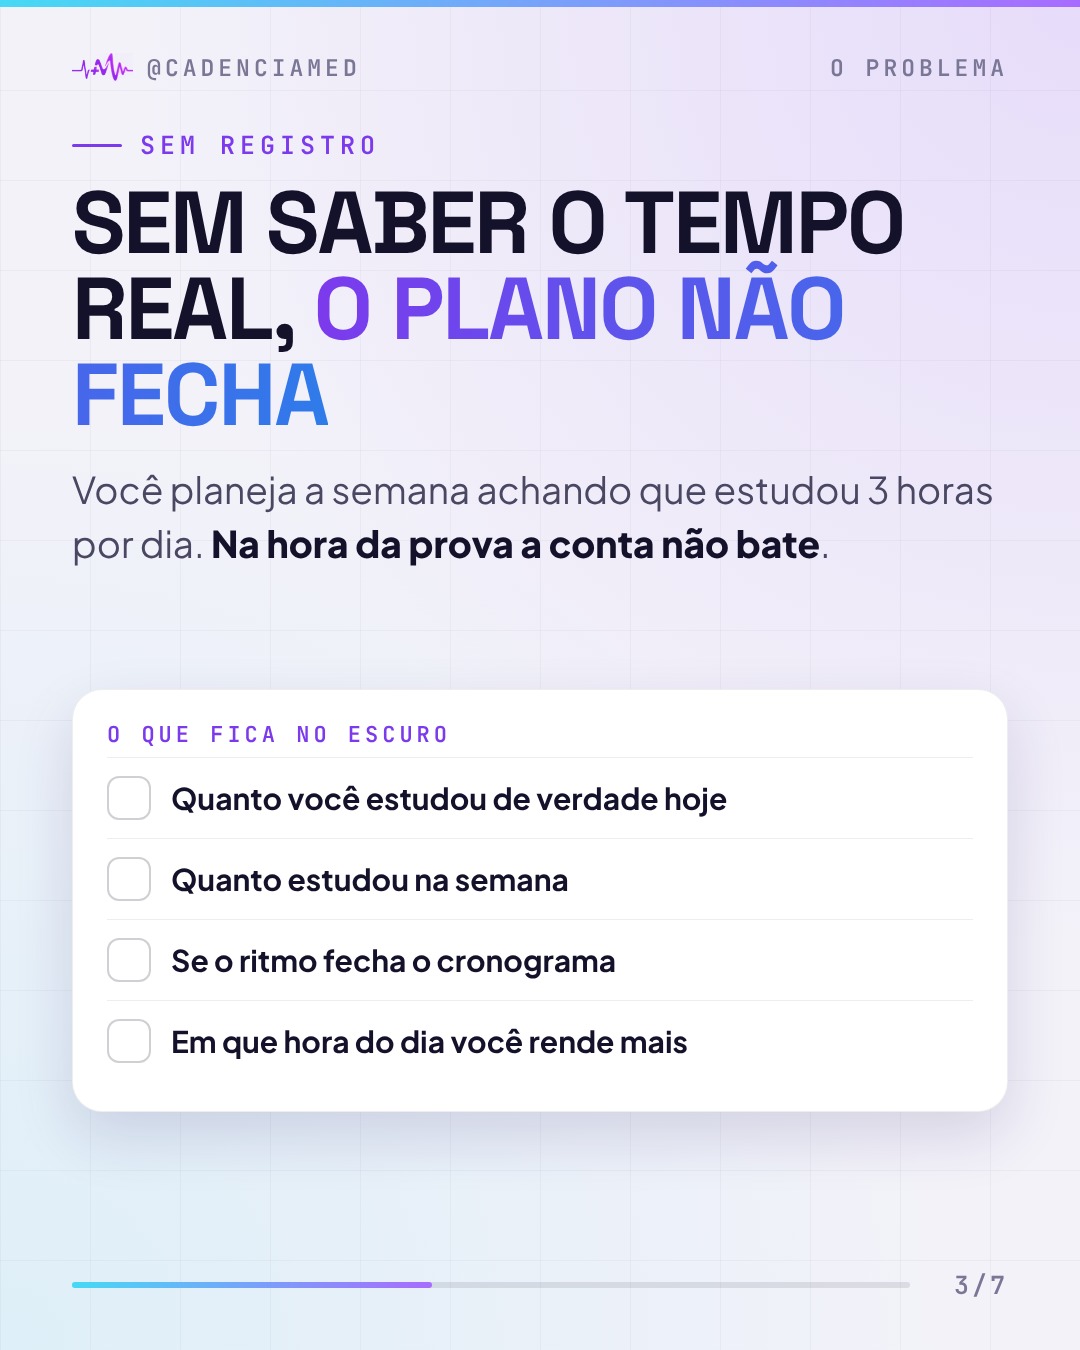 @CADENCIAMED
O PROBLEMA
SEM REGISTRO
SEM SABER O TEMPO
REAL, O PLANO NÃO
FECHA
Você planeja a semana achando que estudou 3 horas
por dia. Na hora da prova a conta não bate.
O QUE FICA NO ESCURO
Quanto você estudou de verdade hoje
Quanto estudou na semana
Se o ritmo fecha o cronograma
Em que hora do dia você rende mais
3/7